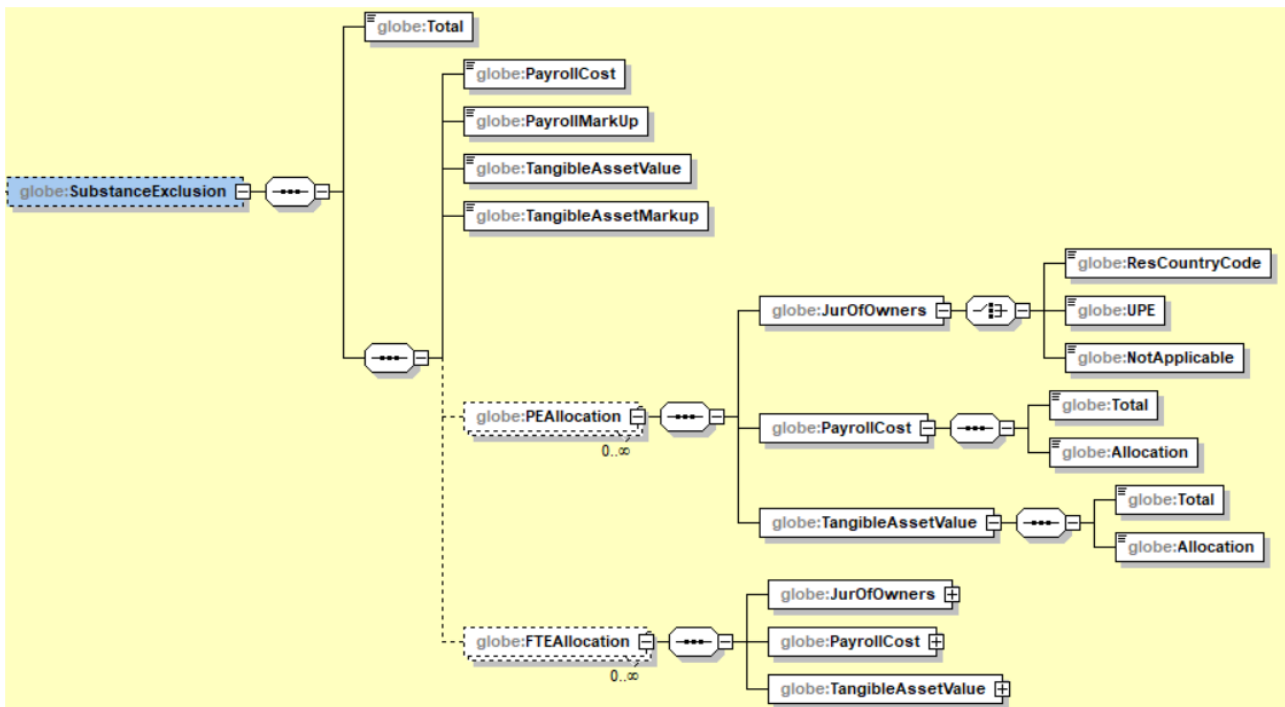 globe:Total
globe:PayrollCost
globe:PayrollMarkUp
globe:TangibleAssetValue
globe:SubstanceExclusion
globe:TangibleAssetMarkup
globe:ResCountryCode
globe:JurOfOwners
globe:UPE
globe:NotApplicable
globe:PEAllocation
0..∞
globe:PayrollCost
globe:Total
globe:Allocation
globe:TangibleAssetValue
globe:Total
globe:Allocation
globe:FTEAllocation
0..∞
globe:JurOfOwners
globe:PayrollCost
globe:TangibleAssetValue